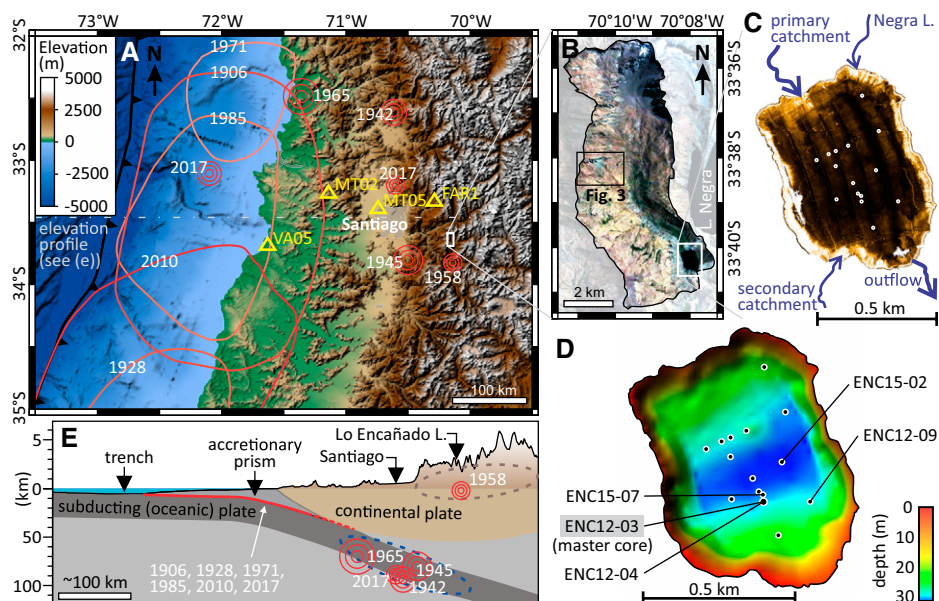 73°W
72°W
71°W
70°W
32°S
33°S
34°S
35°S
Elevation
(m)
5000
2500
0
-2500
-5000
A
N
1971
1906
1985
2017
1965
1942
2017
MT02
MT05
FAR1
Santiago
VA05
elevation
profile
(see (e))
2010
1945
1958
1928
100 km
70°10'W
70°08'W
B
N
33°36'S
33°38'S
33°40'S
Fig. 3
L. Negra
2 km
C
primary
catchment
Negra L.
secondary
catchment
outflow
0.5 km
D
ENC15-02
ENC12-09
ENC15-07
ENC12-03
(master core)
ENC12-04
0.5 km
depth (m)
0
10
20
30
E
5
0
50
100
(km)
trench
accretionary
prism
Santiago
Lo Encañado L.
1958
subducting (oceanic) plate
continental plate
1906, 1928, 1971,
1985, 2010, 2017
1965
2017
1945
1942
~100 km